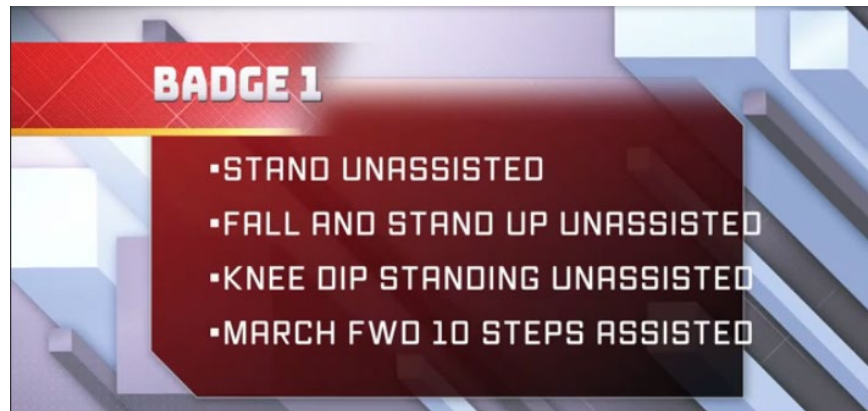 BADGE 1
▪STAND UNASSISTED
▪FALL AND STAND UP UNASSISTED
▪KNEE DIP STANDING UNASSISTED
▪MARCH FWD 10 STEPS ASSISTED